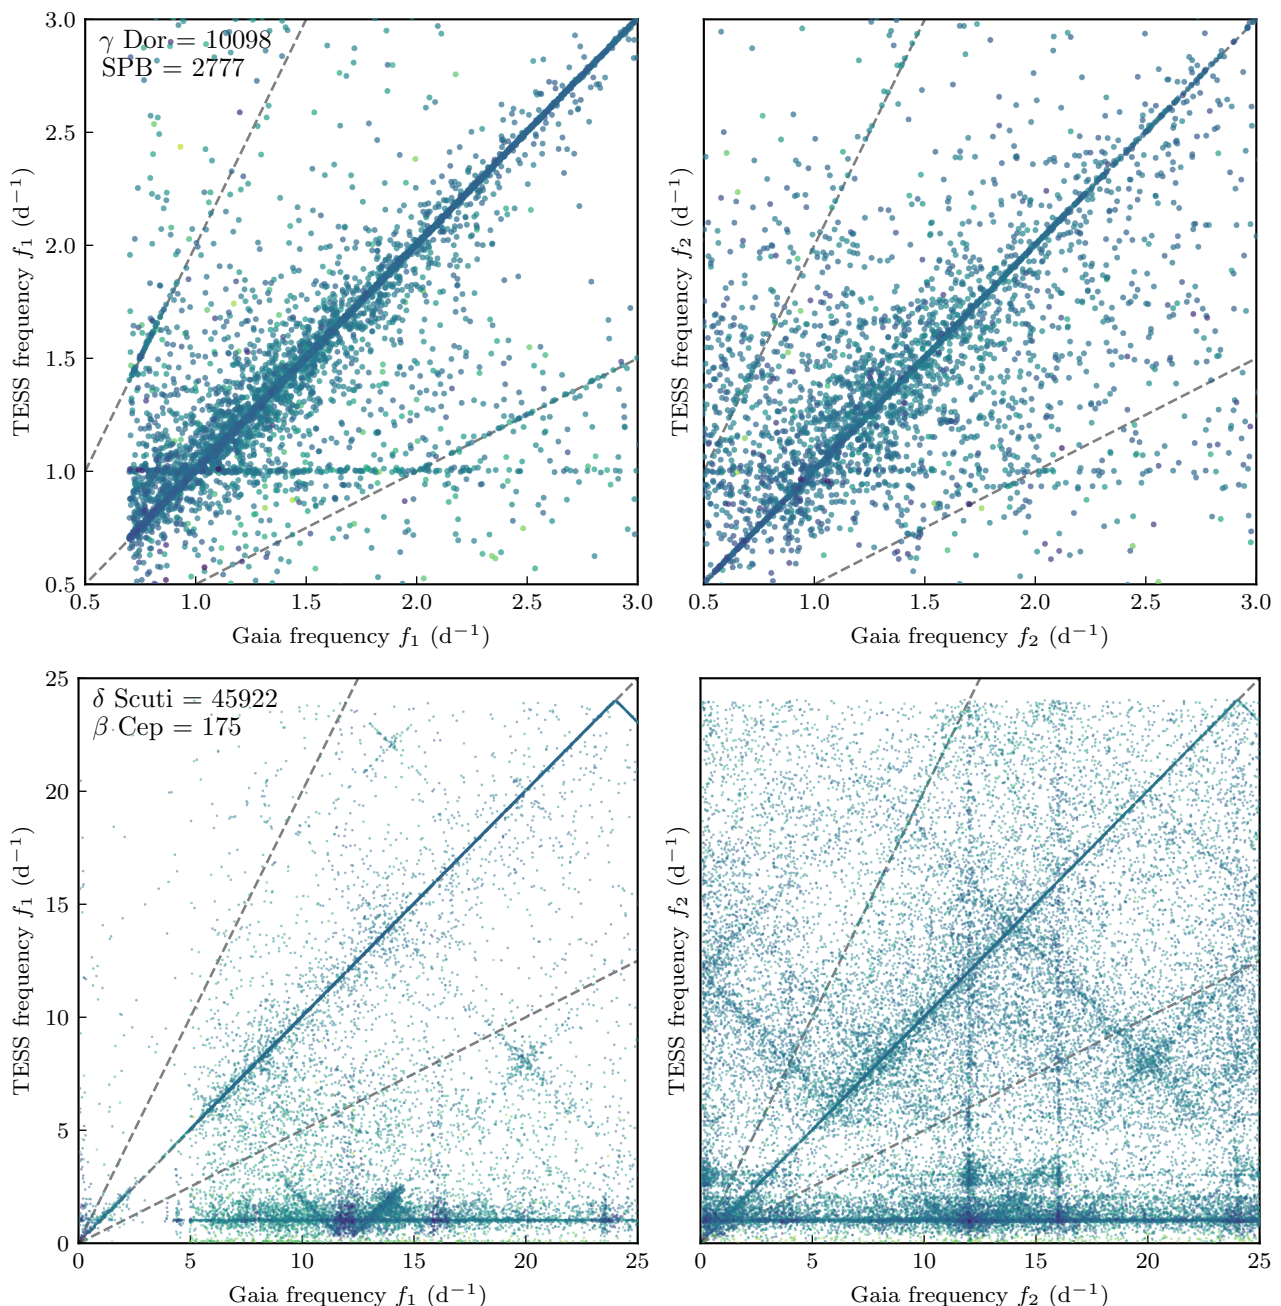 γ Dor = 10098
SPB = 2777
3.0
2.5
2.0
1.5
1.0
0.5
TESS frequency f₁ (d⁻¹)
0.5 1.0 1.5 2.0 2.5 3.0
Gaia frequency f₁ (d⁻¹)
TESS frequency f₂ (d⁻¹)
0.5 1.0 1.5 2.0 2.5 3.0
Gaia frequency f₂ (d⁻¹)
δ Scuti = 45922
β Cep = 175
25
20
15
10
5
0
TESS frequency f₁ (d⁻¹)
0 5 10 15 20 25
Gaia frequency f₁ (d⁻¹)
TESS frequency f₂ (d⁻¹)
0 5 10 15 20 25
Gaia frequency f₂ (d⁻¹)